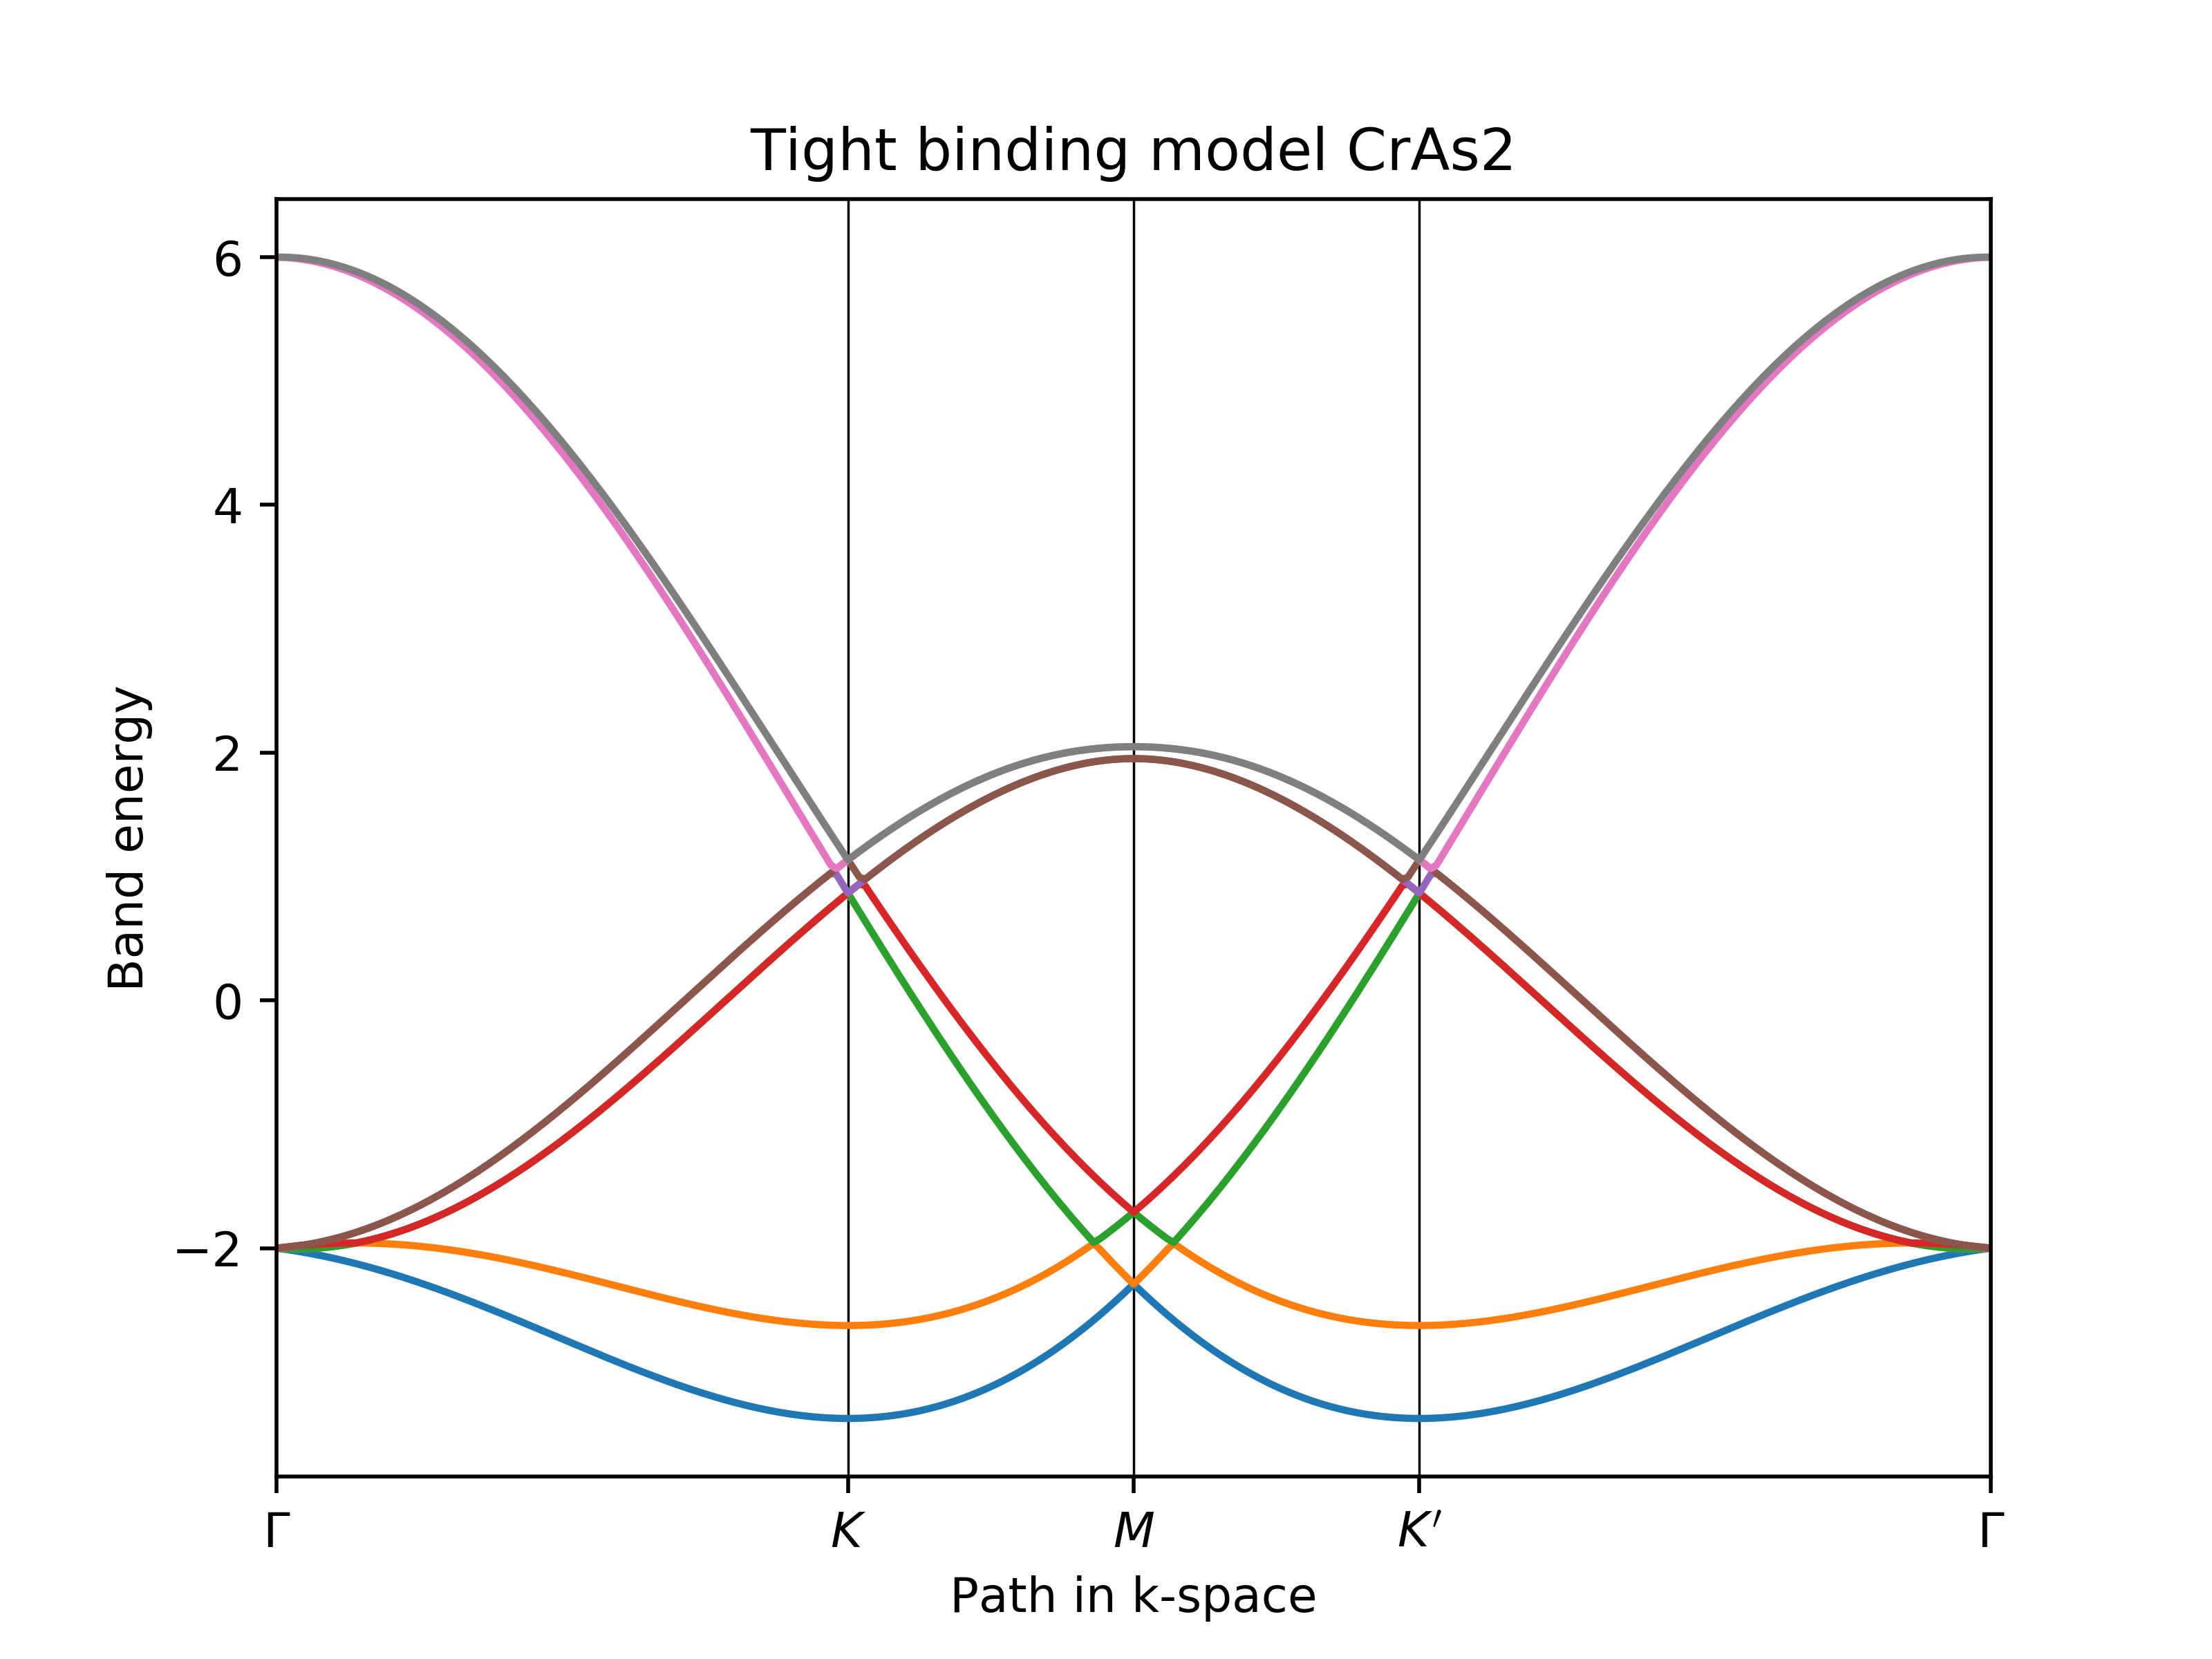 Tight binding model CrAs2
6
4
2
0
−2
Band energy
Γ K M K′ Γ
Path in k-space